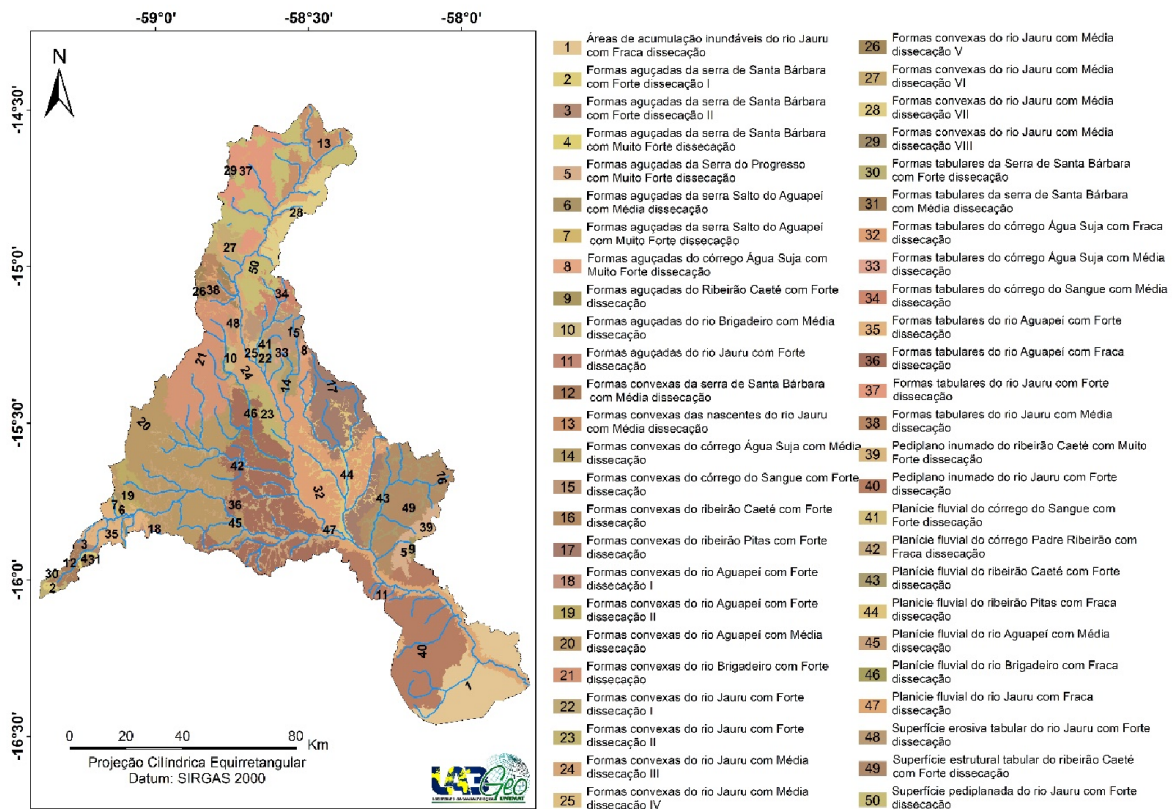 -59°0' -58°30' -58°0'
N
-14°30'
-15°0'
-15°30'
-16°0'
-16°30'
13
29 37
28
27
50
26 38
34
48
15
41
25 33 8
22
21 10
24
14
17
46 23
20
42
44
16
32
43
49
19
36
7
6
45
47
39
35
18
3
5 9
12 4 31
30
2
11
40
1
0 20 40 60 80
Km
Projeção Cilíndrica Equirretangular
Datum: SIRGAS 2000
LAB Geo
UNEMAT
1 Áreas de acumulação inundáveis do rio Jauru
com Fraca dissecação
2 Formas aguçadas da serra de Santa Bárbara
com Forte dissecação I
3 Formas aguçadas da serra de Santa Bárbara
com Forte dissecação II
4 Formas aguçadas da serra de Santa Bárbara
com Muito Forte dissecação
5 Formas aguçadas da Serra do Progresso
com Muito Forte dissecação
6 Formas aguçadas da serra Salto do Aguapeí
com Média dissecação
7 Formas aguçadas da serra Salto do Aguapeí
com Muito Forte dissecação
8 Formas aguçadas do córrego Água Suja com
Muito Forte dissecação
9 Formas aguçadas do Ribeirão Caeté com Forte
dissecação
10 Formas aguçadas do rio Brigadeiro com Média
dissecação
11 Formas aguçadas do rio Jauru com Forte
dissecação
12 Formas convexas da serra de Santa Bárbara
com Média dissecação
13 Formas convexas das nascentes do rio Jauru
com Média dissecação
14 Formas convexas do córrego Água Suja com Média
dissecação
15 Formas convexas do córrego do Sangue com Forte
dissecação
16 Formas convexas do ribeirão Caeté com Forte
dissecação
17 Formas convexas do ribeirão Pitas com Forte
dissecação
18 Formas convexas do rio Aguapeí com Forte
dissecação I
19 Formas convexas do rio Aguapeí com Forte
dissecação II
20 Formas convexas do rio Aguapeí com Média
dissecação
21 Formas convexas do rio Brigadeiro com Forte
dissecação
22 Formas convexas do rio Jauru com Forte
dissecação I
23 Formas convexas do rio Jauru com Forte
dissecação II
24 Formas convexas do rio Jauru com Média
dissecação III
25 Formas convexas do rio Jauru com Média
dissecação IV
26 Formas convexas do rio Jauru com Média
dissecação V
27 Formas convexas do rio Jauru com Média
dissecação VI
28 Formas convexas do rio Jauru com Média
dissecação VII
29 Formas convexas do rio Jauru com Média
dissecação VIII
30 Formas tabulares da Serra de Santa Bárbara
com Forte dissecação
31 Formas tabulares da serra de Santa Bárbara
com Média dissecação
32 Formas tabulares do córrego Água Suja com Fraca
dissecação
33 Formas tabulares do córrego Água Suja com Média
dissecação
34 Formas tabulares do córrego do Sangue com Média
dissecação
35 Formas tabulares do rio Aguapeí com Forte
dissecação
36 Formas tabulares do rio Aguapeí com Fraca
dissecação
37 Formas tabulares do rio Jauru com Forte
dissecação
38 Formas tabulares do rio Jauru com Média
dissecação
39 Pediplano inumado do ribeirão Caeté com Muito
Forte dissecação
40 Pediplano inumado do rio Jauru com Forte
dissecação
41 Planície fluvial do córrego do Sangue com
Forte dissecação
42 Planície fluvial do córrego Padre Ribeirão com
Fraca dissecação
43 Planície fluvial do ribeirão Caeté com Forte
dissecação
44 Planície fluvial do ribeirão Pitas com Fraca
dissecação
45 Planície fluvial do rio Aguapeí com Média
dissecação
46 Planície fluvial do rio Brigadeiro com Fraca
dissecação
47 Planície fluvial do rio Jauru com Fraca
dissecação
48 Superfície erosiva tabular do rio Jauru com Forte
dissecação
49 Superfície estrutural tabular do ribeirão Caeté
com Forte dissecação
50 Superfície pediplanada do rio Jauru com Forte
dissecação